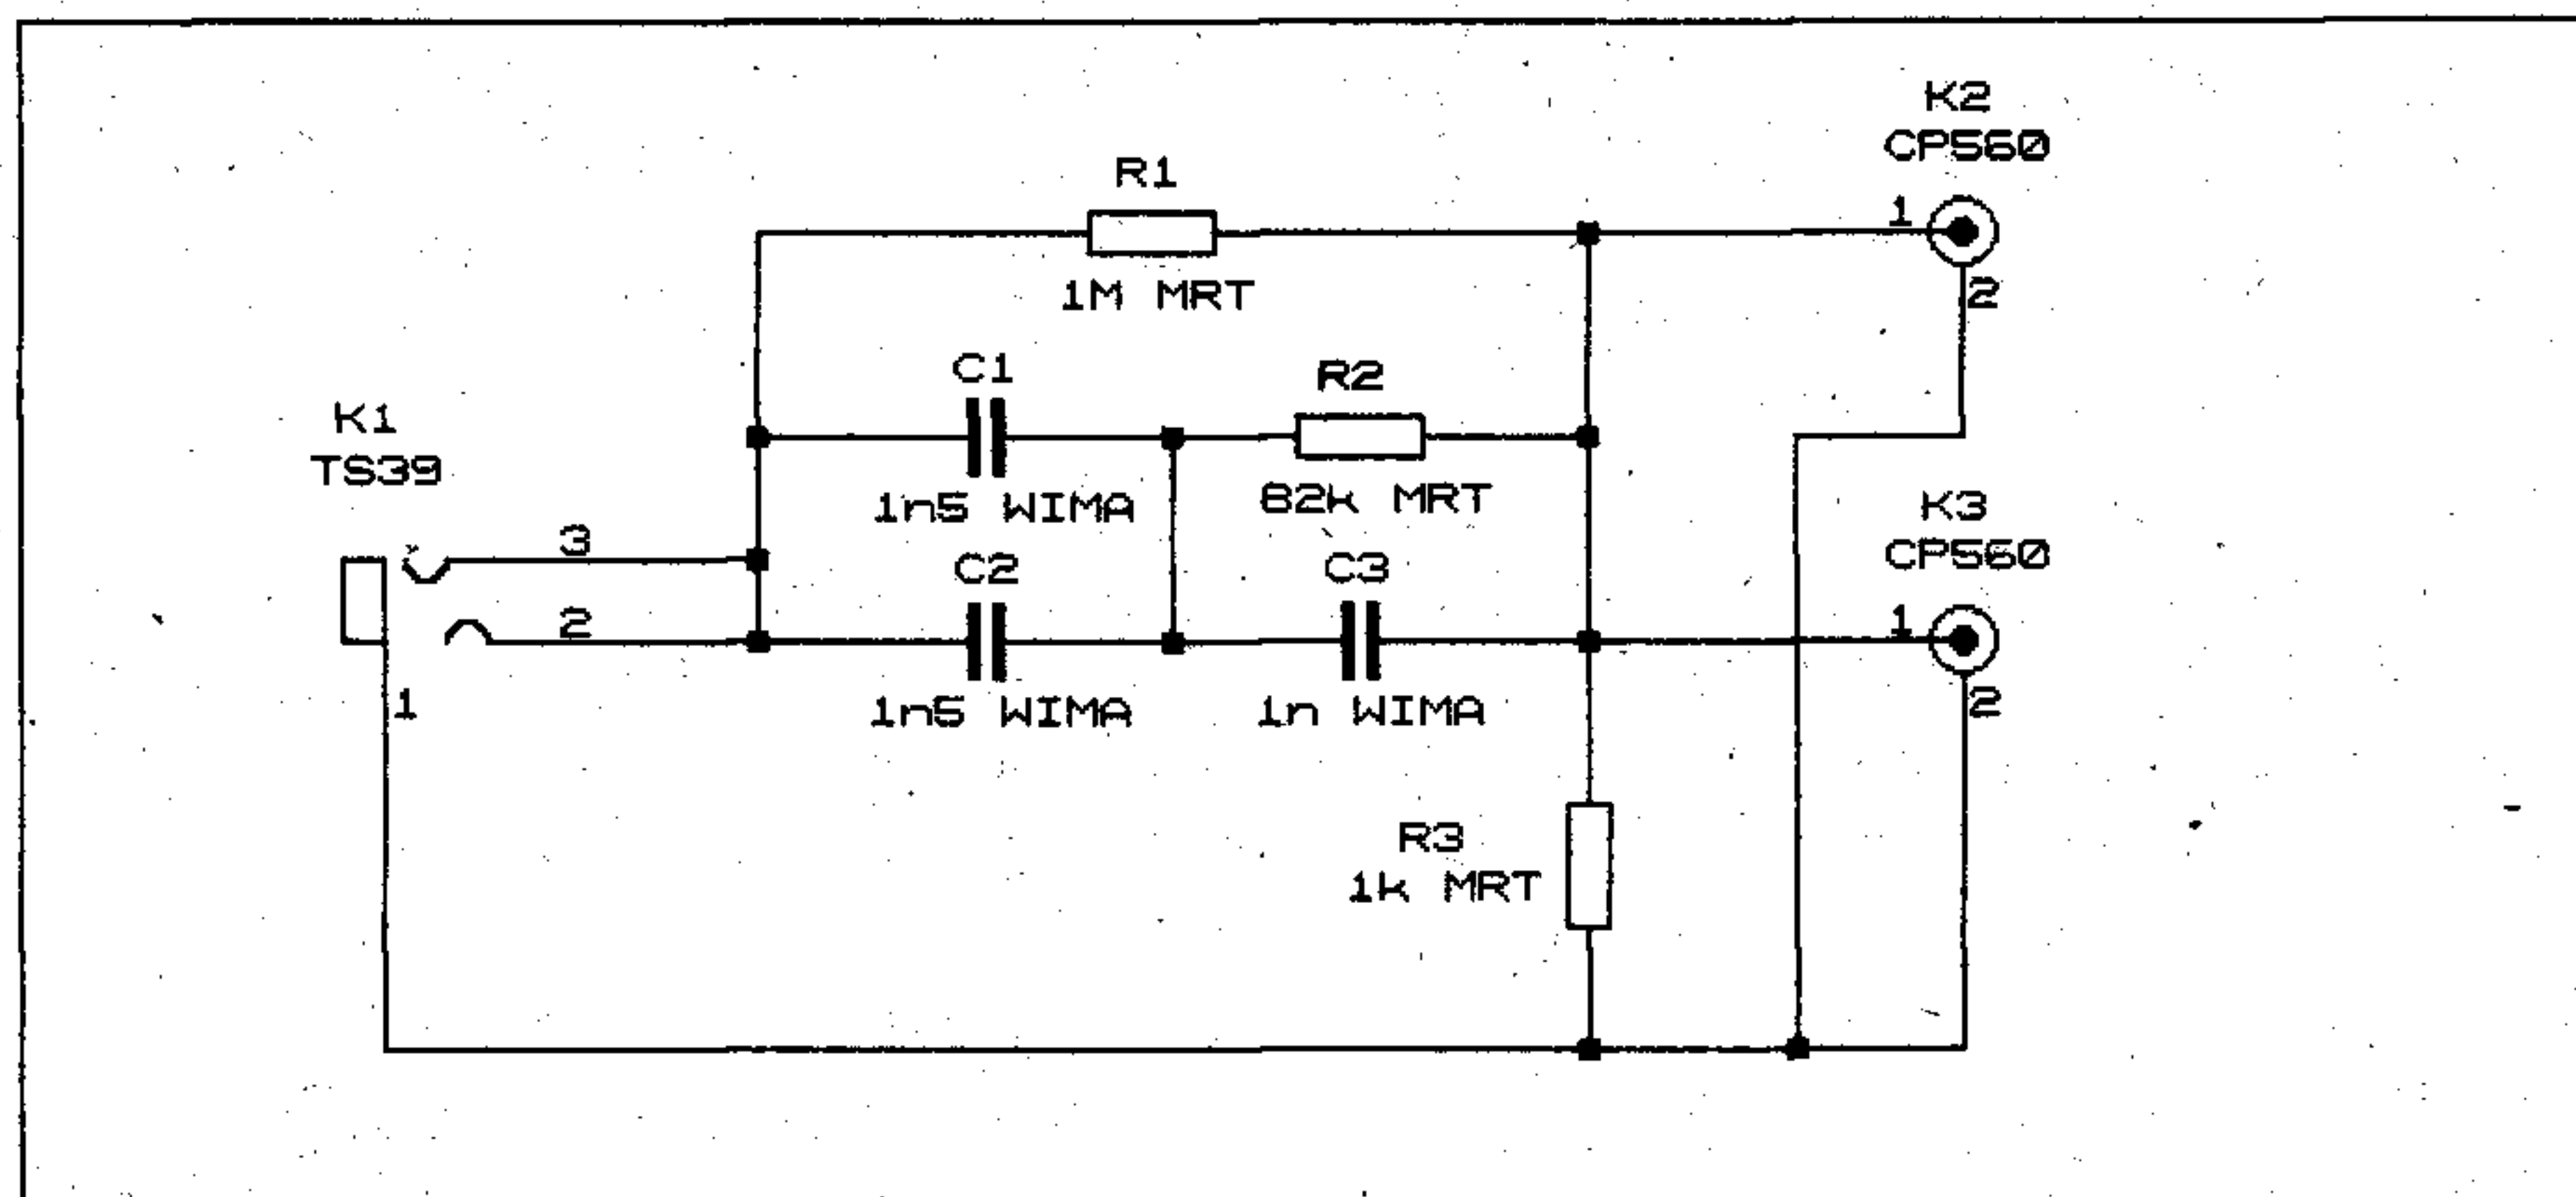 K2
CP560
1
2
R1
1M MRT
C1
1n5 WIMA
R2
82k MRT
K1
TS39
3
2
1
C2
1n5 WIMA
C3
1n WIMA
K3
CP560
1
2
R3
1k MRT